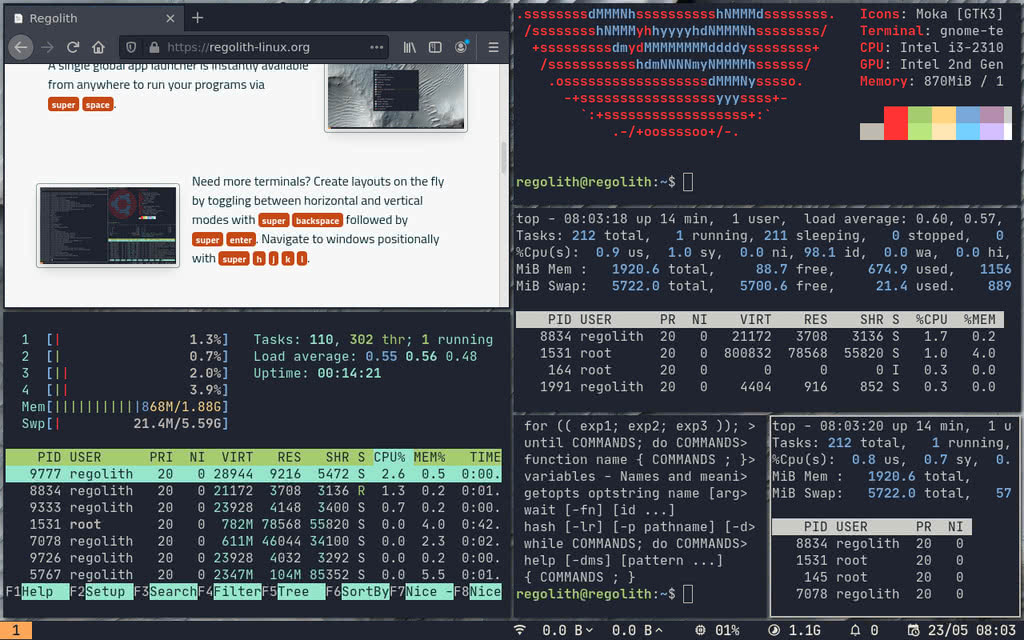 Regolith
https://regolith-linux.org
A single global app launcher is instantly available
from anywhere to run your programs via
super space.
Need more terminals? Create layouts on the fly
by toggling between horizontal and vertical
modes with super backspace followed by
super enter. Navigate to windows positionally
with super h j k l.
.ssssssssdMMMNhsssssssssshNMMMdssssssss.
/sssssssshNMMMyhhyyyyhdNMMMNhssssssss/
+sssssssssdmydMMMMMMMMddddyssssssss+
/ssssssssssshdmNNNNmyNMMMMhssssss/
.ossssssssssssssssssdMMMNysssso.
-+sssssssssssssssssyyyssss+-
`:+ssssssssssssssssss+:`
.-/+oossssoo+/-.
Icons: Moka [GTK3]
Terminal: gnome-te
CPU: Intel i3-2310
GPU: Intel 2nd Gen
Memory: 870MiB / 1
regolith@regolith:~$
top - 08:03:18 up 14 min,  1 user,  load average: 0.60, 0.57,
Tasks: 212 total,   1 running, 211 sleeping,   0 stopped,   0
%Cpu(s):  0.9 us,  1.0 sy,  0.0 ni, 98.1 id,  0.0 wa,  0.0 hi,
MiB Mem :   1920.6 total,     88.7 free,    674.9 used,   1156
MiB Swap:   5722.0 total,   5700.6 free,     21.4 used.    889
PID USER      PR  NI    VIRT    RES    SHR S  %CPU  %MEM
8834 regolith  20   0   21172   3708   3136 S   1.7   0.2
1531 root      20   0  800832  78568  55820 S   1.0   4.0
164 root      20   0       0      0      0 I   0.3   0.0
1991 regolith  20   0    4404    916    852 S   0.3   0.0
1  [| 1.3%]   Tasks: 110, 302 thr; 1 running
2  [| 0.7%]   Load average: 0.55 0.56 0.48
3  [|| 2.0%]   Uptime: 00:14:21
4  [|| 3.9%]
Mem[|||||||||||868M/1.88G]
Swp[| 21.4M/5.59G]
PID USER      PRI  NI  VIRT   RES   SHR S CPU% MEM%   TIME
9777 regolith   20   0 28944  9216  5472 S  2.6  0.5  0:00.
8834 regolith   20   0 21172  3708  3136 R  1.3  0.2  0:01.
9333 regolith   20   0 23928  4148  3400 S  0.7  0.2  0:00.
1531 root       20   0  782M 78568 55820 S  0.0  4.0  0:42.
7078 regolith   20   0  611M 46044 34100 S  0.0  2.3  0:02.
9726 regolith   20   0 23928  4032  3292 S  0.0  0.2  0:00.
5767 regolith   20   0 2347M  104M 85352 S  0.0  5.5  0:01.
F1Help  F2Setup F3SearchF4FilterF5Tree  F6SortByF7Nice -F8Nice
for (( exp1; exp2; exp3 )); >
until COMMANDS; do COMMANDS>
function name { COMMANDS ; }>
variables - Names and meani>
getopts optstring name [arg>
wait [-fn] [id ...]
hash [-lr] [-p pathname] [-d>
while COMMANDS; do COMMANDS>
help [-dms] [pattern ...]
{ COMMANDS ; }
regolith@regolith:~$
top - 08:03:20 up 14 min,  1 u
Tasks: 212 total,   1 running,
%Cpu(s):  0.8 us,  0.7 sy,  0.
MiB Mem :   1920.6 total,
MiB Swap:   5722.0 total,   57
PID USER      PR  NI
8834 regolith  20   0
1531 root      20   0
145 root      20   0
7078 regolith  20   0
1
0.0 B 0.0 B 01% 1.1G 0 23/05 08:03